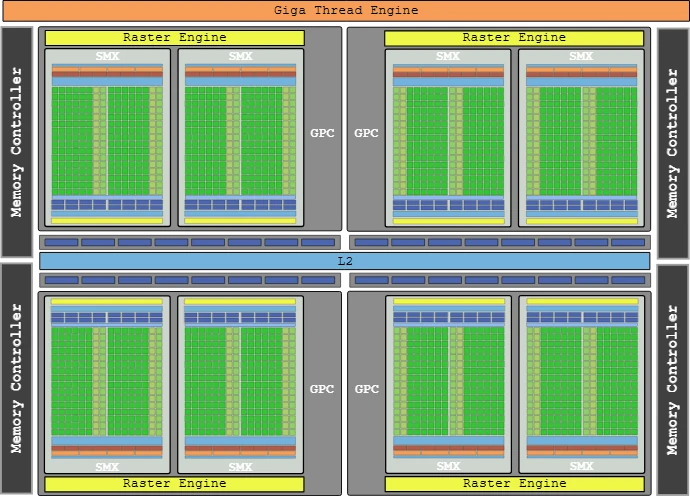 Giga Thread Engine
Memory Controller
Raster Engine
SMX
SMX
GPC
Raster Engine
SMX
SMX
GPC
Memory Controller
L2
Memory Controller
GPC
SMX
SMX
Raster Engine
GPC
SMX
SMX
Raster Engine
Memory Controller